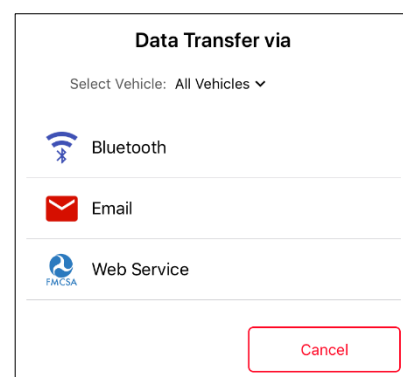 Data Transfer via
Select Vehicle: All Vehicles
Bluetooth
Email
FMCSA
Web Service
Cancel